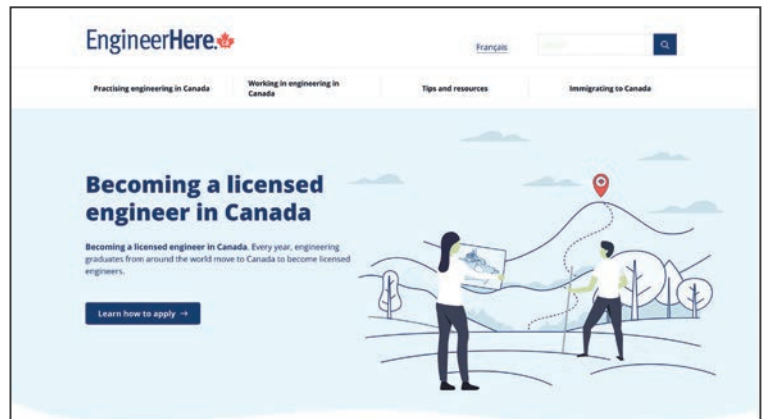 EngineerHere.ca
Français
Practising engineering in Canada
Working in engineering in
Canada
Tips and resources
Immigrating to Canada
Becoming a licensed
engineer in Canada
Becoming a licensed engineer in Canada. Every year, engineering
graduates from around the world move to Canada to become licensed
engineers.
Learn how to apply →